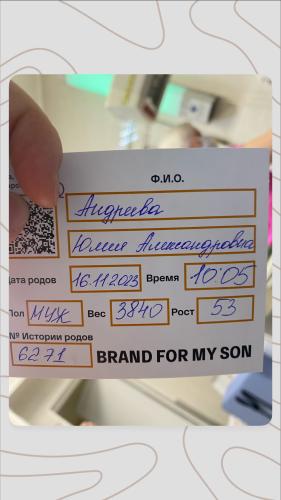 Ф.И.О.
Андреева
Юлия Александровна
Дата родов 16.11.2023 Время 10:05
Пол МУЖ Вес 3840 Рост 53
№ Истории родов
6271 BRAND FOR MY SON